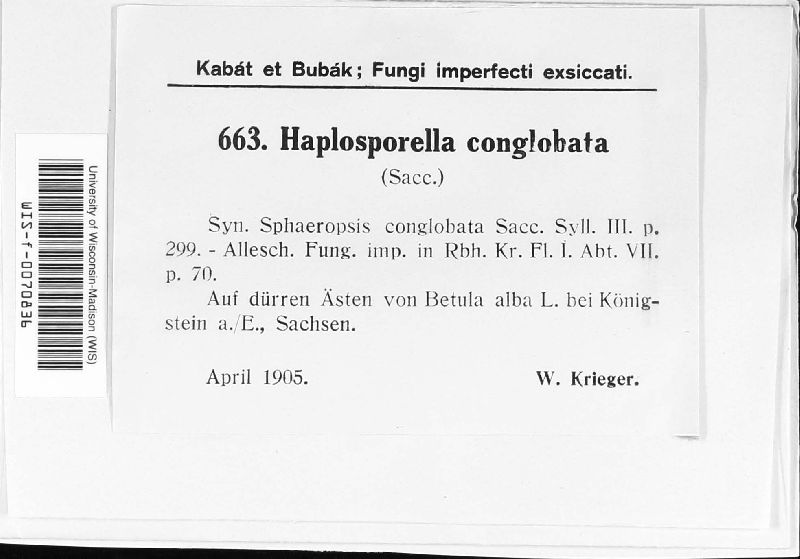 Kabát et Bubák; Fungi imperfecti exsiccati.
663. Haplosporella conglobata
(Sacc.)
Syn. Sphaeropsis conglobata Sacc. Syll. III. p.
299. - Allesch. Fung. imp. in Rbh. Kr. Fl. I. Abt. VII.
p. 70.
Auf dürren Ästen von Betula alba L. bei König-
stein a./E., Sachsen.
April 1905.
W. Krieger.
University of Wisconsin-Madison (WIS)
WIS-f-0070836